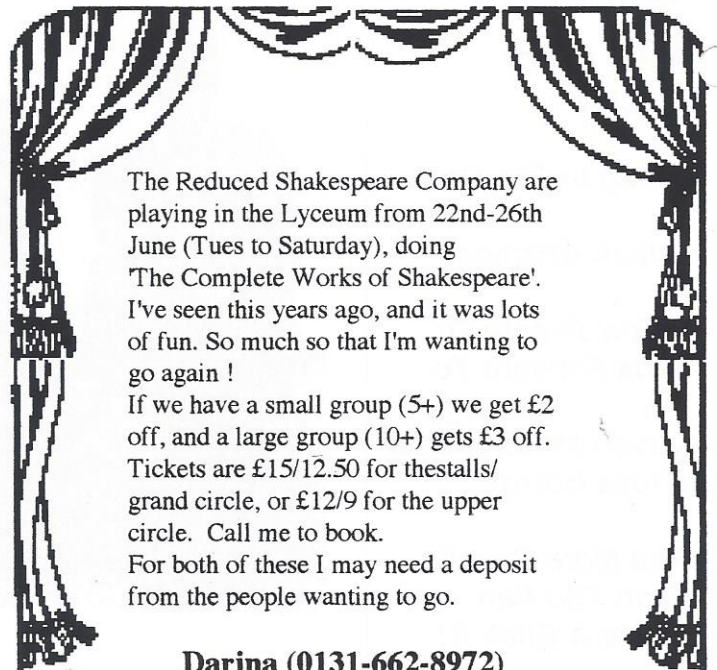 The Reduced Shakespeare Company are
playing in the Lyceum from 22nd-26th
June (Tues to Saturday), doing
'The Complete Works of Shakespeare'.
I've seen this years ago, and it was lots
of fun. So much so that I'm wanting to
go again !
If we have a small group (5+) we get £2
off, and a large group (10+) gets £3 off.
Tickets are £15/12.50 for thestalls/
grand circle, or £12/9 for the upper
circle. Call me to book.
For both of these I may need a deposit
from the people wanting to go.
Darina (0131-662-8972)